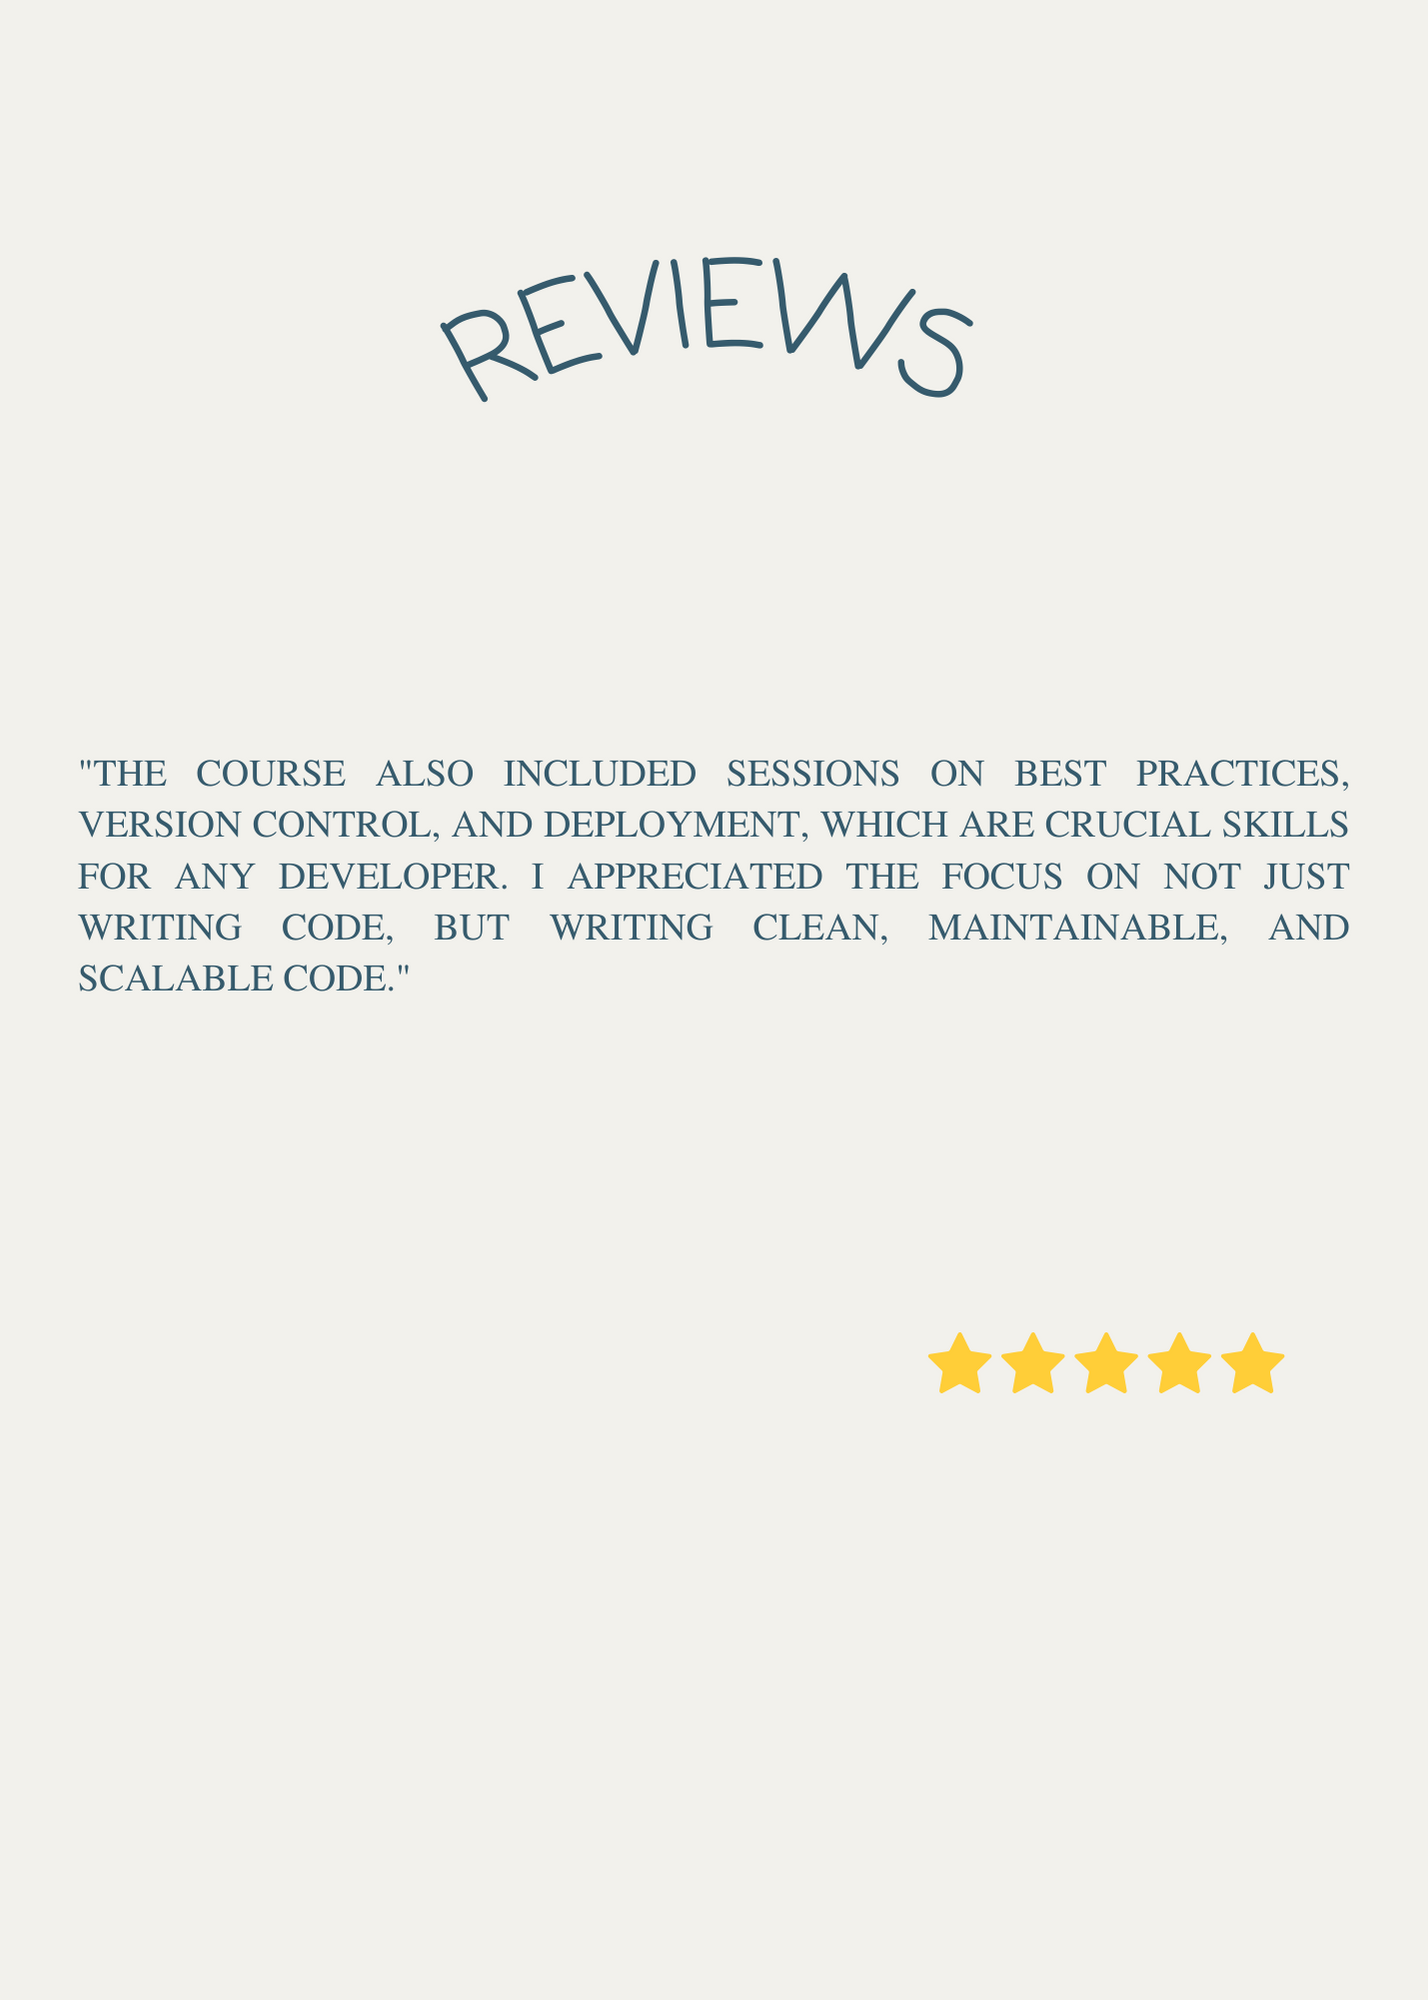 REVIEWS
"THE COURSE ALSO INCLUDED SESSIONS ON BEST PRACTICES,
VERSION CONTROL, AND DEPLOYMENT, WHICH ARE CRUCIAL SKILLS
FOR ANY DEVELOPER. I APPRECIATED THE FOCUS ON NOT JUST
WRITING CODE, BUT WRITING CLEAN, MAINTAINABLE, AND
SCALABLE CODE."